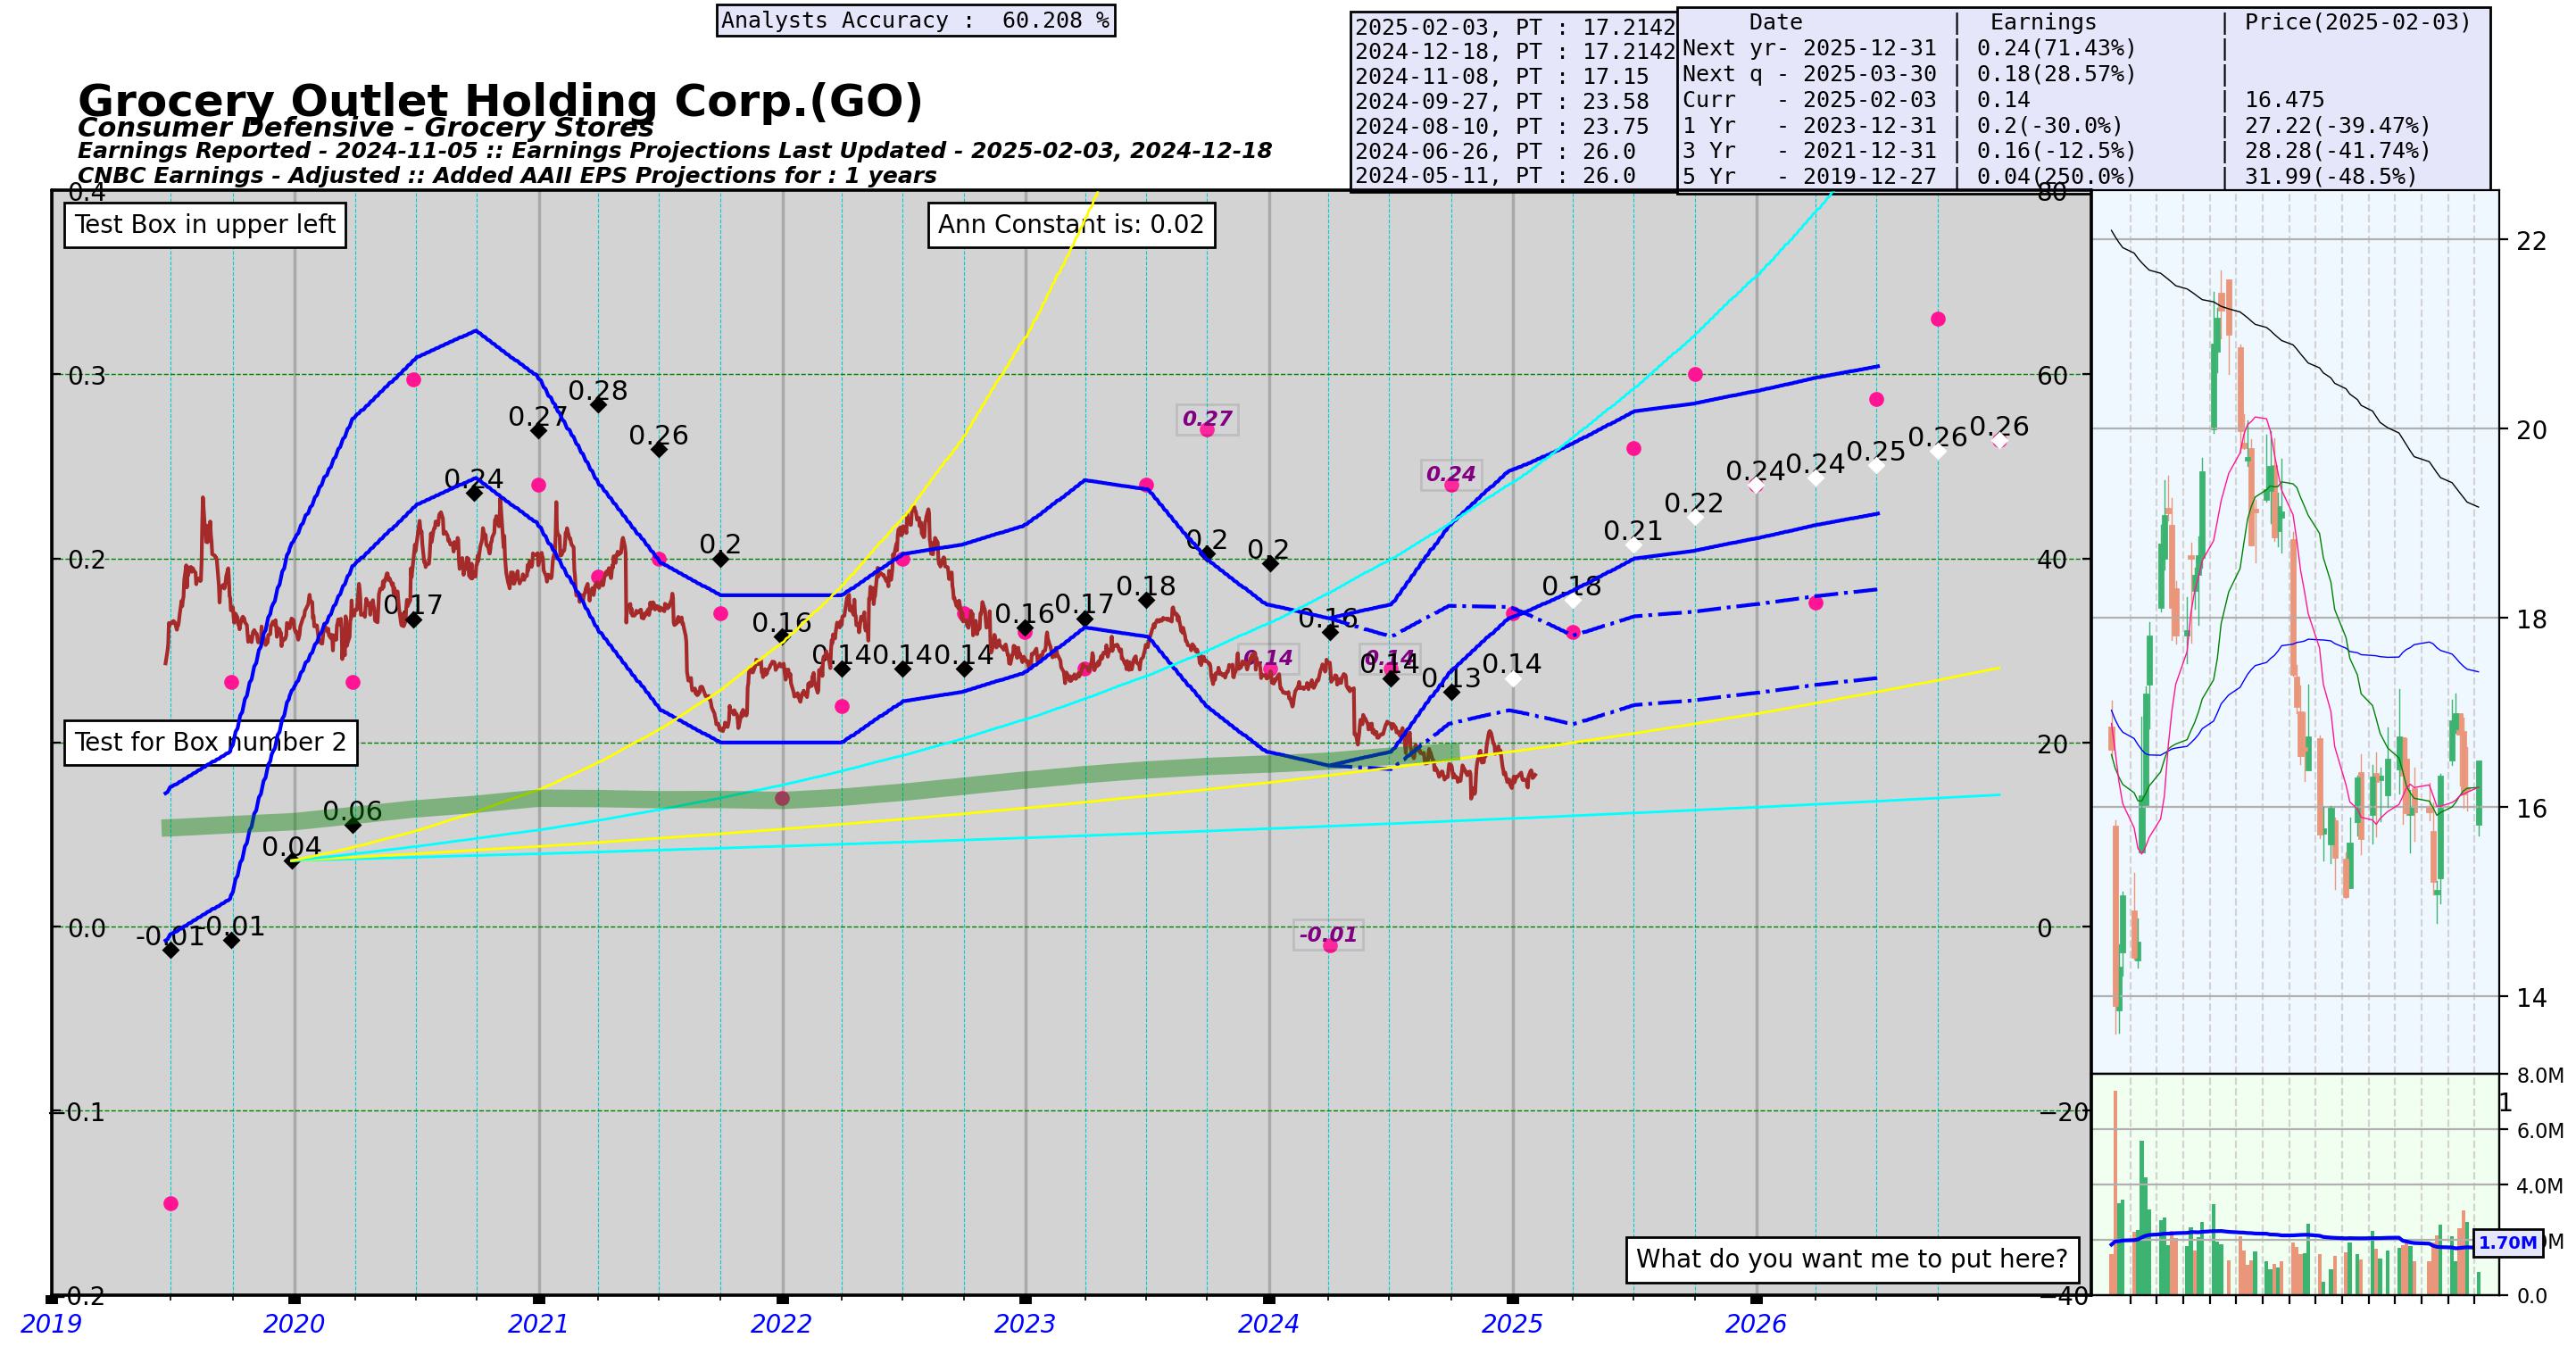 Analysts Accuracy :  60.208 %
2025-02-03, PT : 17.2142
2024-12-18, PT : 17.2142
2024-11-08, PT : 17.15
2024-09-27, PT : 23.58
2024-08-10, PT : 23.75
2024-06-26, PT : 26.0
2024-05-11, PT : 26.0
Date | Earnings | Price(2025-02-03)
Next yr- 2025-12-31 | 0.24(71.43%) |
Next q - 2025-03-30 | 0.18(28.57%) |
Curr - 2025-02-03 | 0.14 | 16.475
1 Yr - 2023-12-31 | 0.2(-30.0%) | 27.22(-39.47%)
3 Yr - 2021-12-31 | 0.16(-12.5%) | 28.28(-41.74%)
5 Yr - 2019-12-27 | 0.04(250.0%) | 31.99(-48.5%)
Grocery Outlet Holding Corp.(GO)
Consumer Defensive - Grocery Stores
Earnings Reported - 2024-11-05 :: Earnings Projections Last Updated - 2025-02-03, 2024-12-18
CNBC Earnings - Adjusted :: Added AAII EPS Projections for : 1 years
0.4
0.3
0.2
0.0
−0.1
−0.2
Test Box in upper left
Ann Constant is: 0.02
Test for Box number 2
What do you want me to put here?
-0.01
-0.01
0.04
0.06
0.17
0.24
0.27
0.28
0.26
0.2
0.16
0.14
0.14
0.14
0.16
0.17
0.18
0.2
0.2
0.16
0.14
0.13
0.14
0.18
0.21
0.22
0.24
0.24
0.25
0.26
0.26
0.27
0.14
-0.01
0.14
0.24
80
60
40
20
0
−20
−40
22
20
18
16
14
8.0M
1
6.0M
4.0M
1.70M
0.0
2019
2020
2021
2022
2023
2024
2025
2026